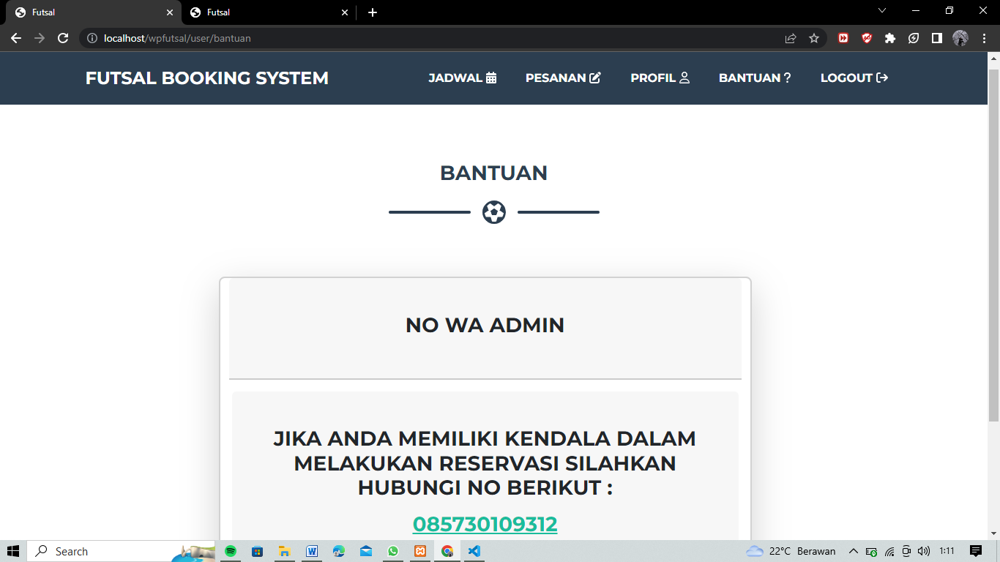 Futsal
Futsal
localhost/wpfutsal/user/bantuan
FUTSAL BOOKING SYSTEM
JADWAL
PESANAN
PROFIL
BANTUAN ?
LOGOUT
BANTUAN
NO WA ADMIN
JIKA ANDA MEMILIKI KENDALA DALAM
MELAKUKAN RESERVASI SILAHKAN
HUBUNGI NO BERIKUT :
085730109312
Search
22°C Berawan
1:11